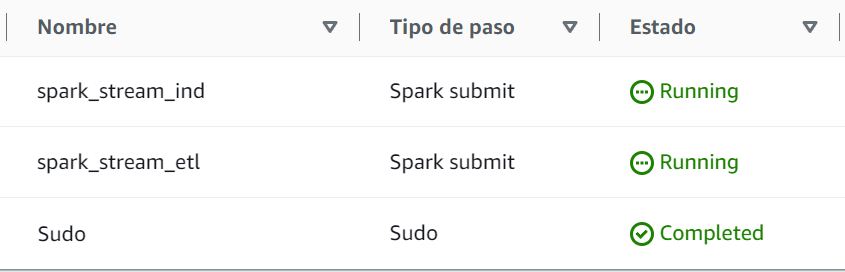 Nombre Tipo de paso Estado
spark_stream_ind Spark submit Running
spark_stream_etl Spark submit Running
Sudo Sudo Completed